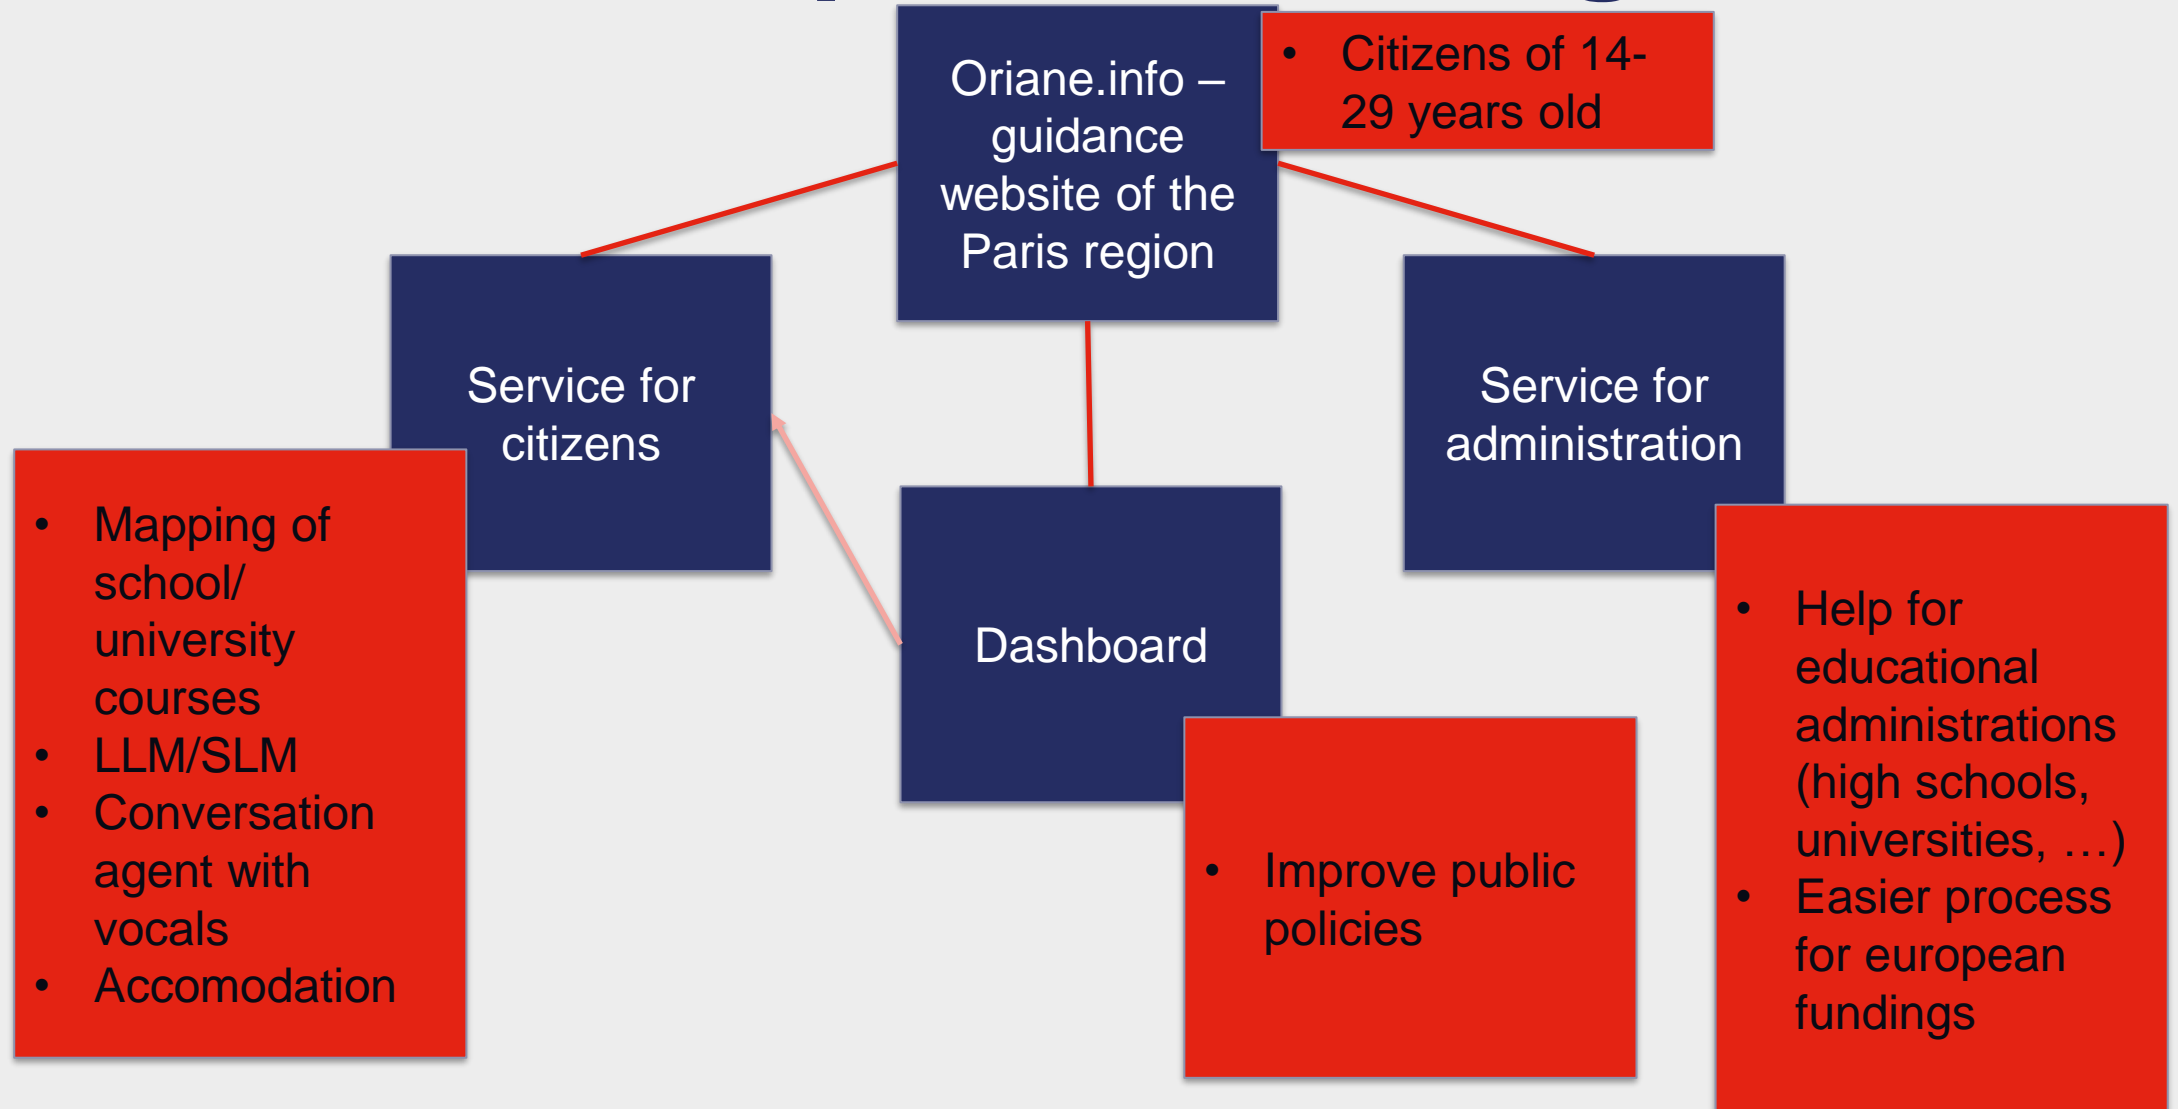 Oriane.info –
guidance
website of the
Paris region
• Citizens of 14-
29 years old
Service for
citizens
• Mapping of
school/
university
courses
• LLM/SLM
• Conversation
agent with
vocals
• Accomodation
Dashboard
• Improve public
policies
Service for
administration
• Help for
educational
administrations
(high schools,
universities, …)
• Easier process
for european
fundings